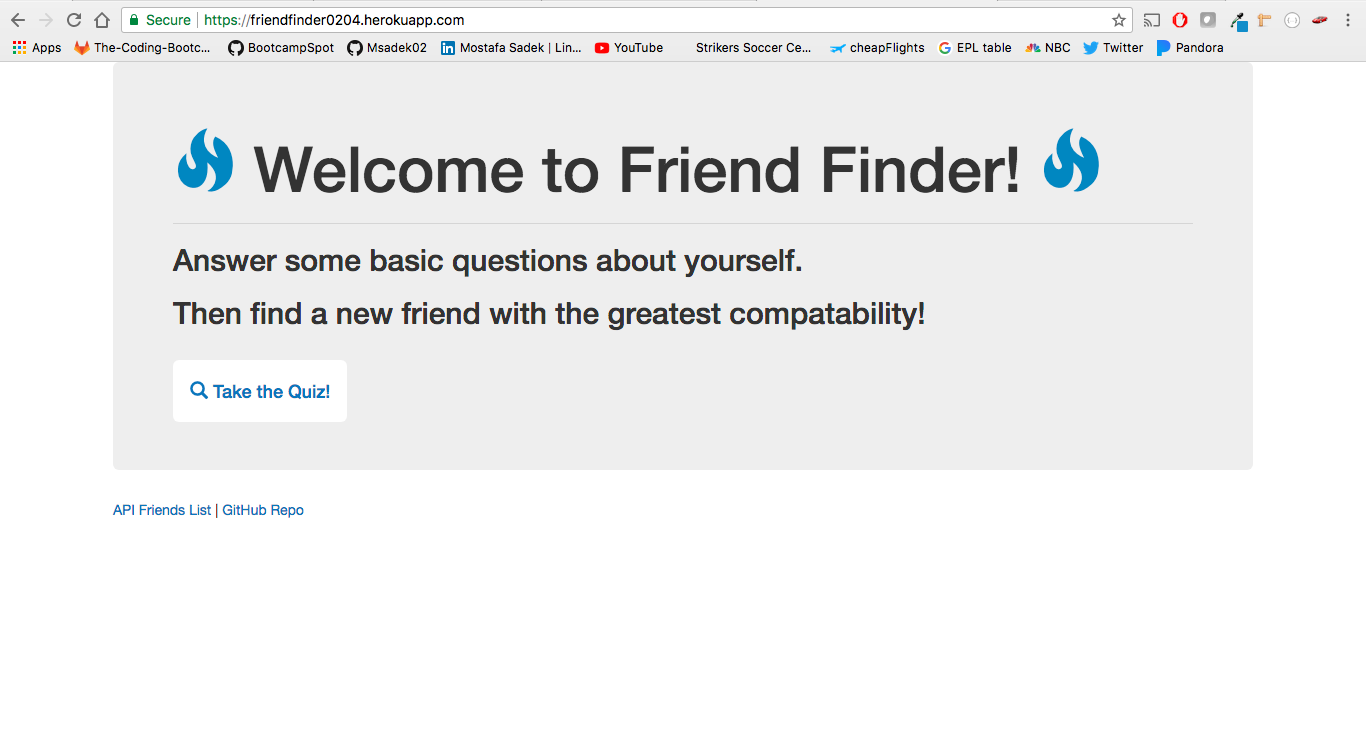 Secure https://friendfinder0204.herokuapp.com
Apps The-Coding-Bootc... BootcampSpot Msadek02 Mostafa Sadek | Lin... YouTube Strikers Soccer Ce... cheapFlights EPL table NBC Twitter Pandora
Welcome to Friend Finder!
Answer some basic questions about yourself.
Then find a new friend with the greatest compatability!
Take the Quiz!
API Friends List | GitHub Repo